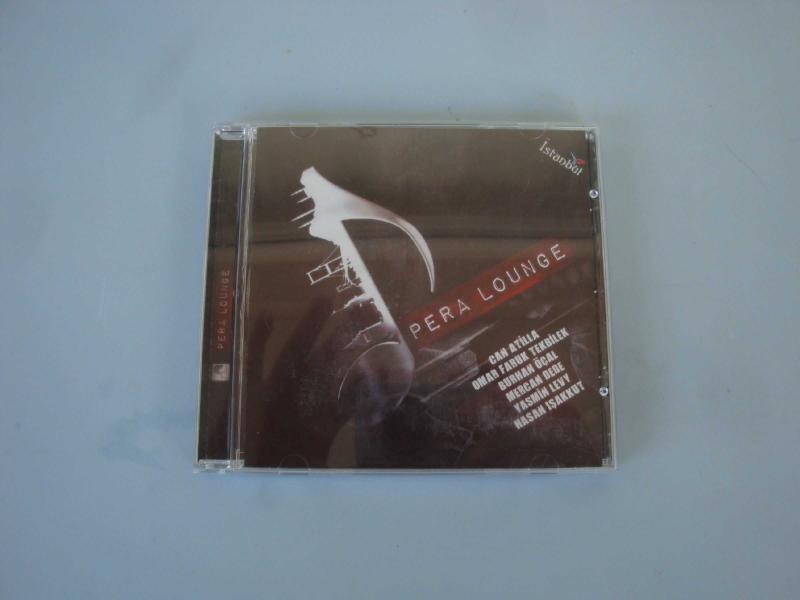 İstanbul
PERA LOUNGE
CAN ATİLLA
OMAR FARUK TEKBİLEK
BURHAN ÖÇAL
MERCAN DEDE
YASMİN LEVY
HASAN IŞAKKUT
PERA LOUNGE